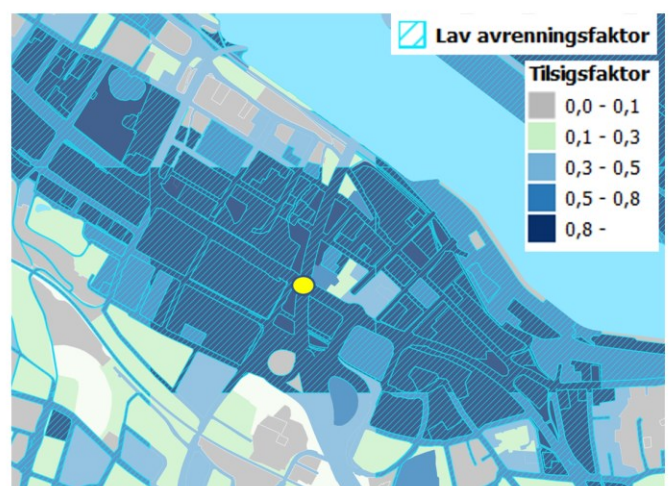 Lav avrenningsfaktor
Tilsigsfaktor
0,0 - 0,1
0,1 - 0,3
0,3 - 0,5
0,5 - 0,8
0,8 -